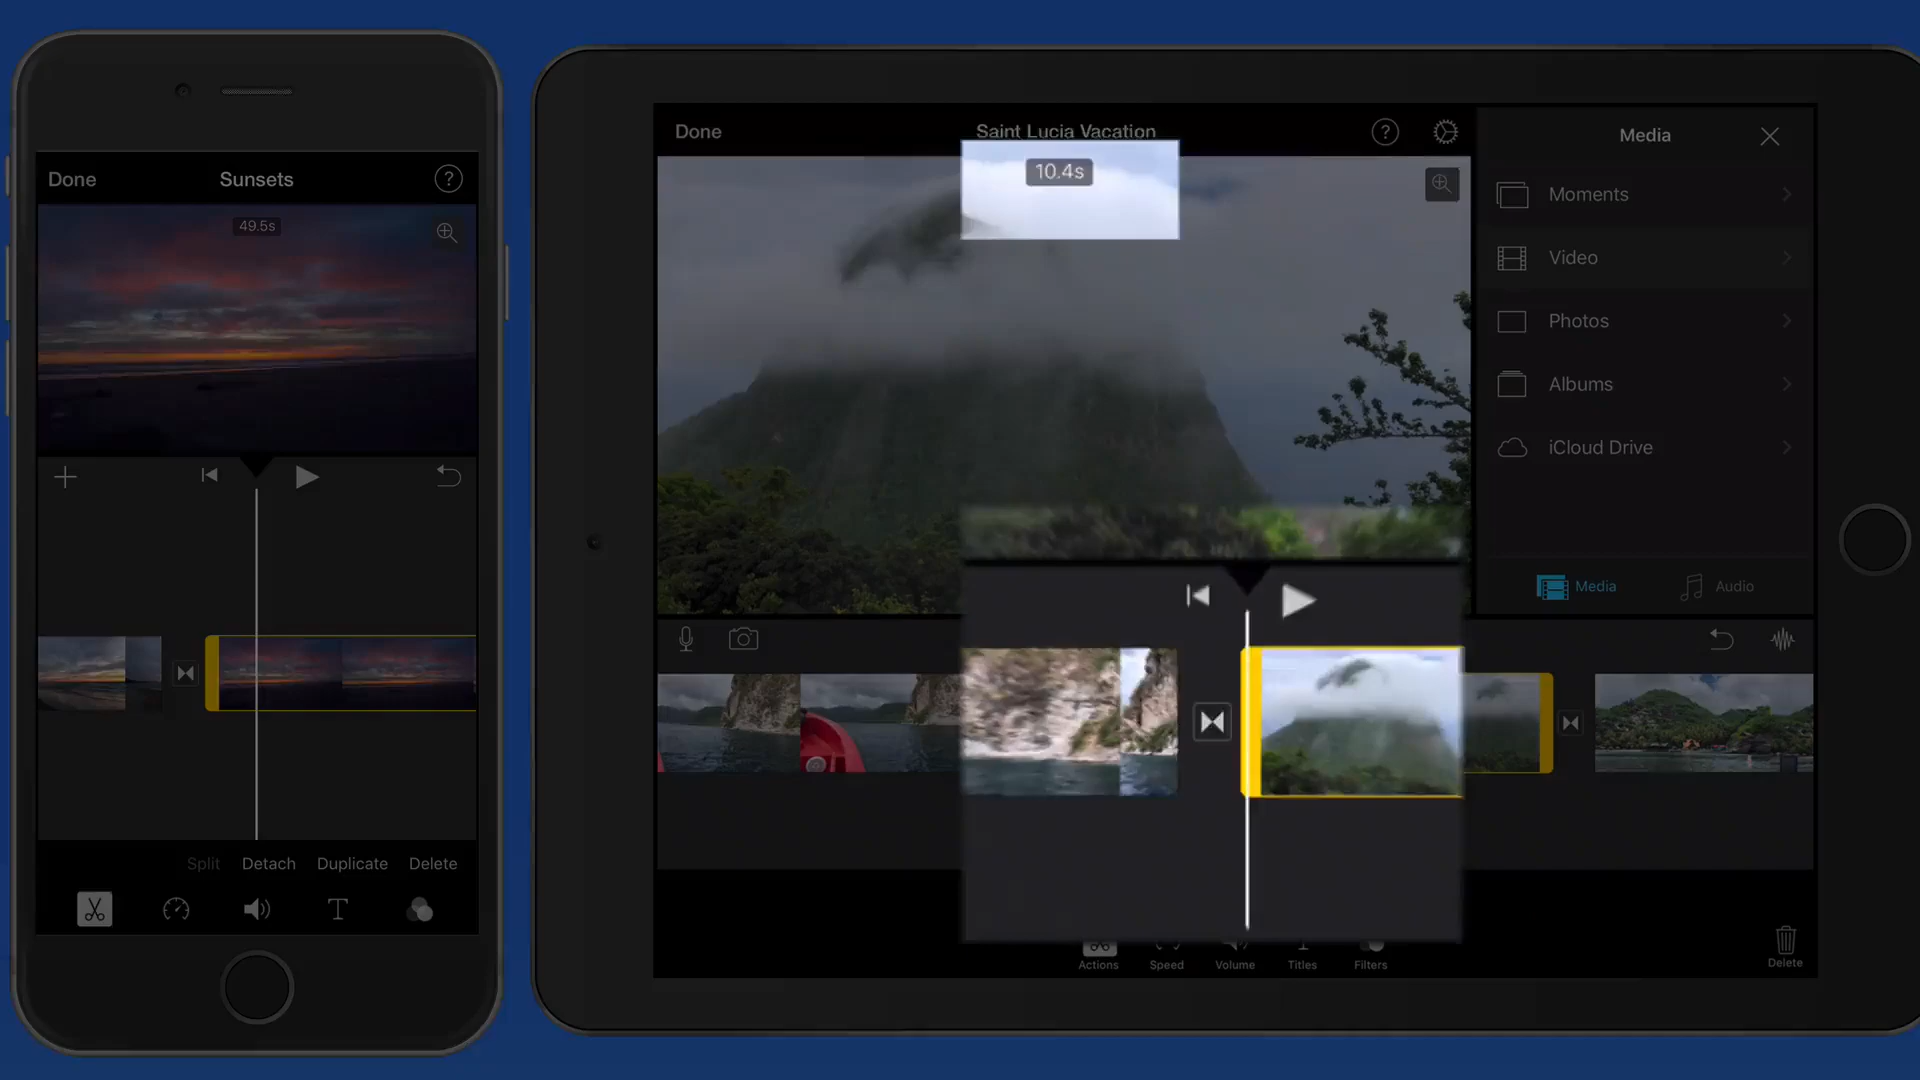 Done
Sunsets
?
49.5s
Split
Detach
Duplicate
Delete
T
Done
Saint Lucia Vacation
?
10.4s
Media
Moments
Video
Photos
Albums
iCloud Drive
Media
Audio
Actions
Speed
Volume
Titles
Filters
Delete